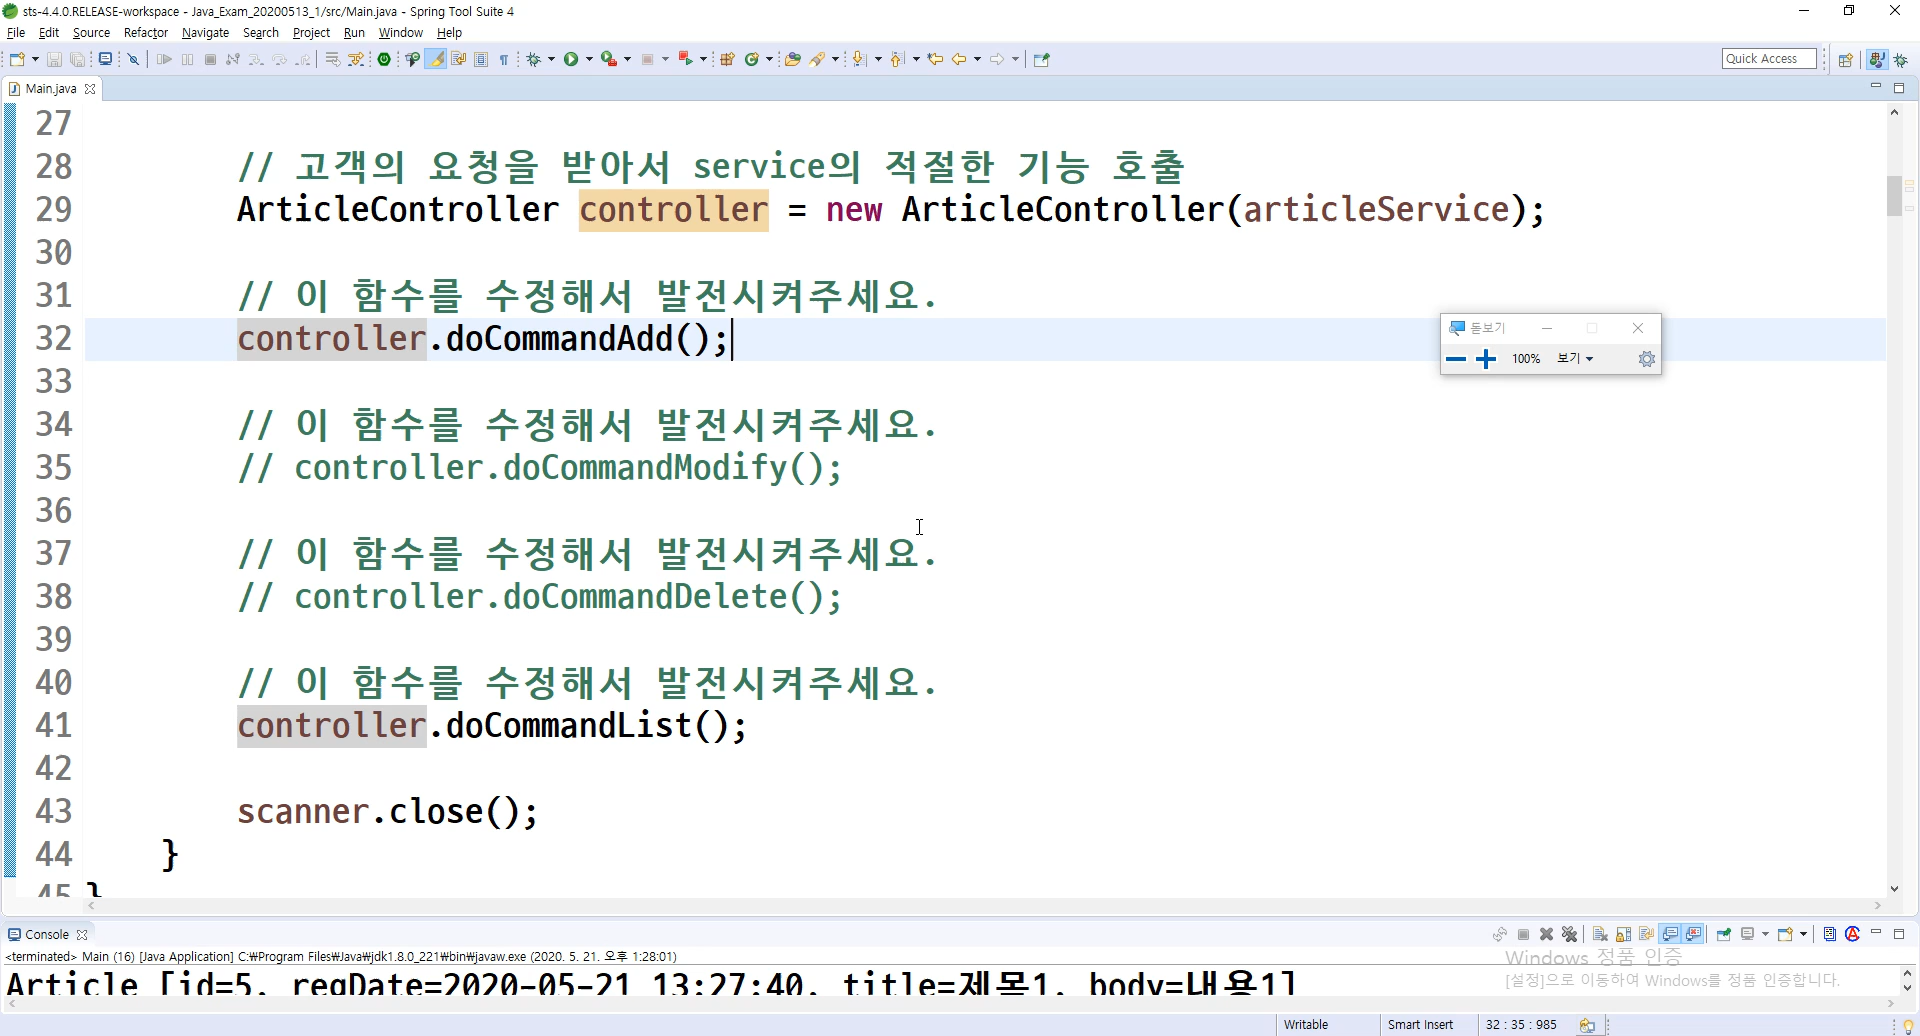 sts-4.4.0.RELEASE-workspace - Java_Exam_20200513_1/src/Main.java - Spring Tool Suite 4
File Edit Source Refactor Navigate Search Project Run Window Help
Quick Access
Main.java
27
28 // 고객의 요청을 받아서 service의 적절한 기능 호출
29 ArticleController controller = new ArticleController(articleService);
30
31 // 이 함수를 수정해서 발전시켜주세요.
32 controller.doCommandAdd();
돋보기
100% 보기
33
34 // 이 함수를 수정해서 발전시켜주세요.
35 // controller.doCommandModify();
36
37 // 이 함수를 수정해서 발전시켜주세요.
38 // controller.doCommandDelete();
39
40 // 이 함수를 수정해서 발전시켜주세요.
41 controller.doCommandList();
42
43 scanner.close();
44 }
45 }
Console
<terminated> Main (16) [Java Application] C:₩Program Files₩Java₩jdk1.8.0_221₩bin₩javaw.exe (2020. 5. 21. 오후 1:28:01)
Windows 정품 인증
Article [id=5, regDate=2020-05-21 13:27:40, title=제목1, body=내용1]
[설정]으로 이동하여 Windows를 정품 인증합니다.
Writable Smart Insert 32 : 35 : 985